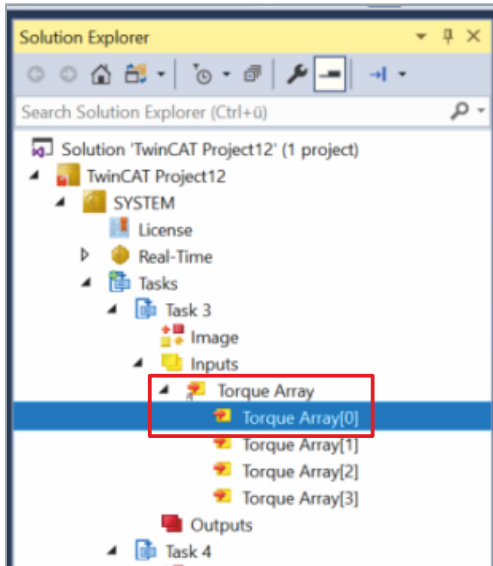 Solution Explorer
Search Solution Explorer (Ctrl+ü)
Solution 'TwinCAT Project12' (1 project)
TwinCAT Project12
SYSTEM
License
Real-Time
Tasks
Task 3
Image
Inputs
Torque Array
Torque Array[0]
Torque Array[1]
Torque Array[2]
Torque Array[3]
Outputs
Task 4